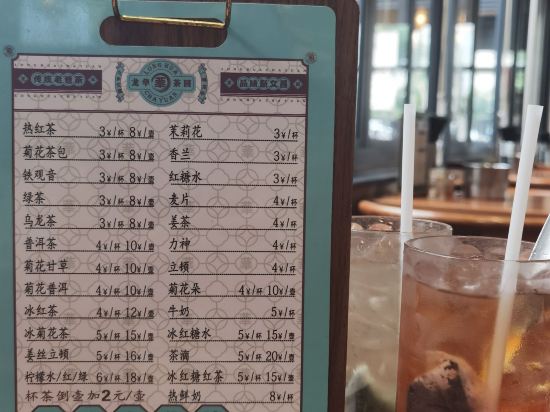 传统老爸茶
LONG HUA
龙华 茶園
CHA YUAN
品味新文昌
热红茶 3¥/杯 8¥/壶
菊花茶包 3¥/杯 8¥/壶
铁观音 3¥/杯 8¥/壶
绿茶 3¥/杯 8¥/壶
乌龙茶 3¥/杯 8¥/壶
普洱茶 4¥/杯 10¥/壶
菊花甘草 4¥/杯 10¥/壶
菊花普洱 4¥/杯 10¥/壶
冰红茶 4¥/杯 12¥/壶
冰菊花茶 5¥/杯 15¥/壶
姜丝立顿 5¥/杯 16¥/壶
柠檬水/红/绿 6¥/杯 18¥/壶
杯茶倒壶加2元/壶
茉莉花 3¥/杯
香兰 3¥/杯
红糖水 3¥/杯
麦片 4¥/杯
姜茶 4¥/杯
力神 4¥/杯
立顿 4¥/杯
菊花朵 4¥/杯 10¥/壶
牛奶 5¥/杯
冰红糖水 5¥/杯 15¥/壶
茶滴 5¥/杯 20¥/壶
冰红糖红茶 5¥/杯 15¥/壶
热鲜奶 8¥/杯